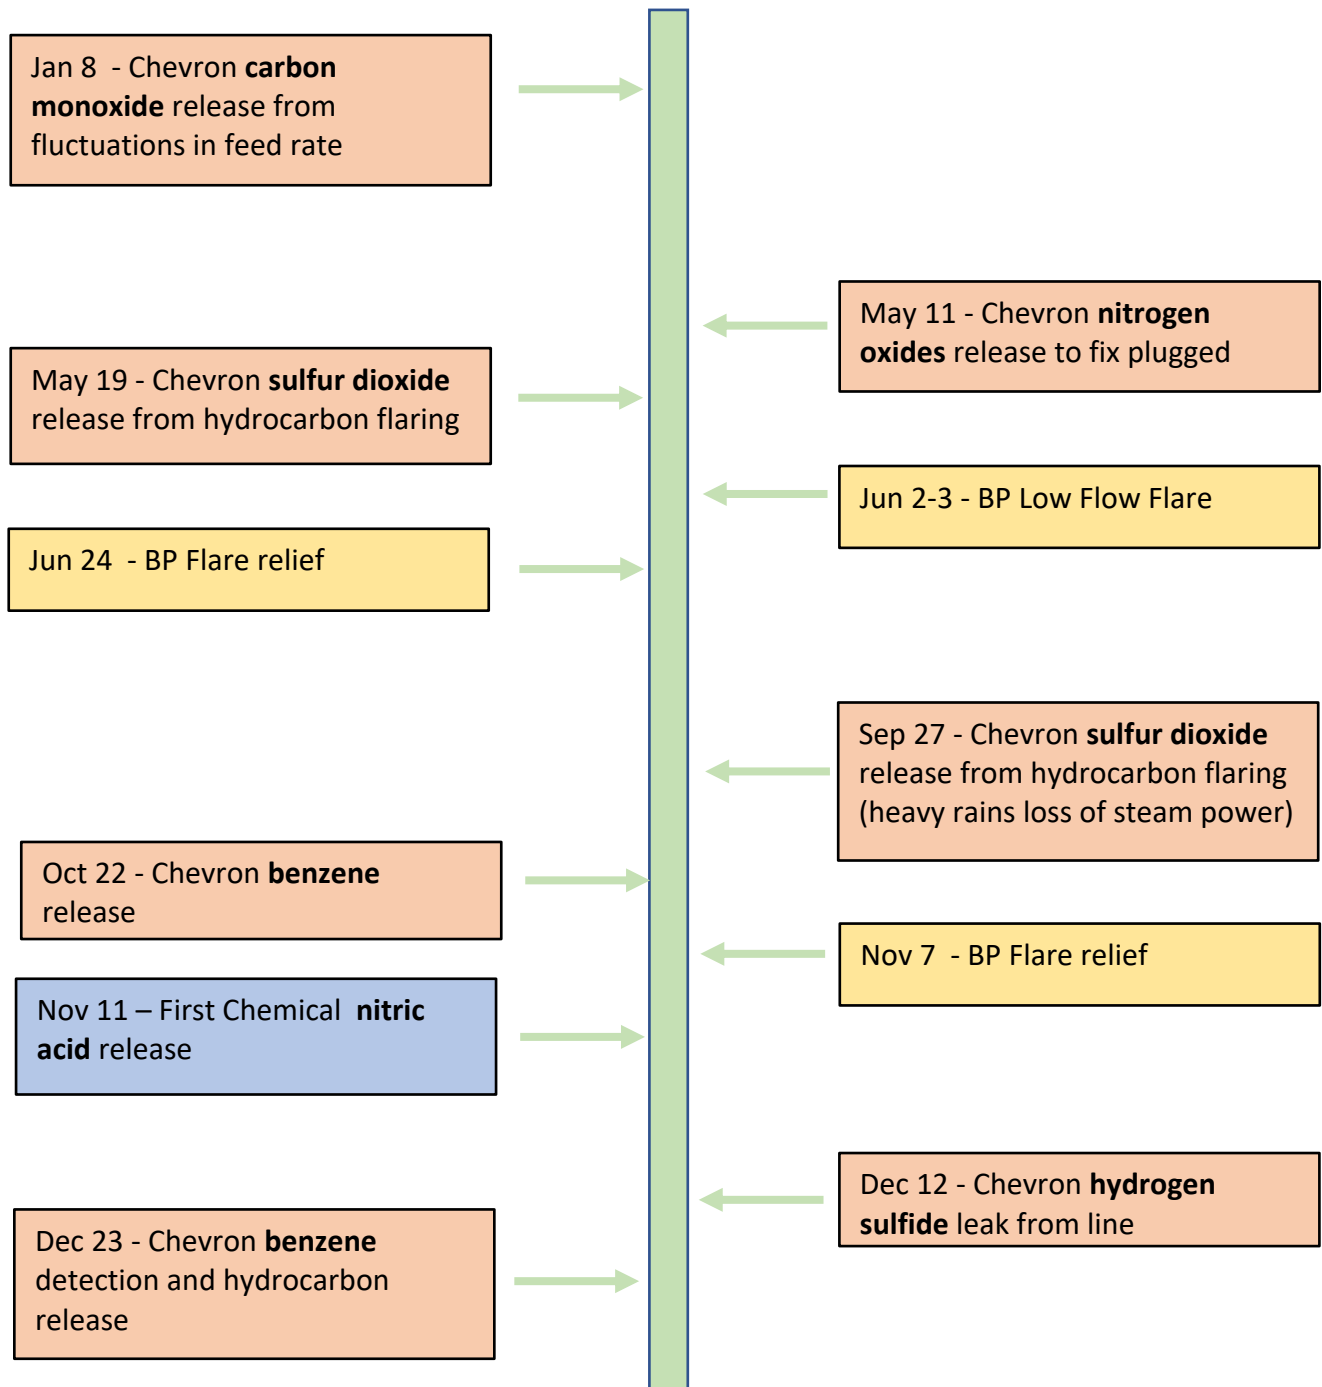 Jan 8  - Chevron carbon
monoxide release from
fluctuations in feed rate
May 11 - Chevron nitrogen
oxides release to fix plugged
May 19 - Chevron sulfur dioxide
release from hydrocarbon flaring
Jun 2-3 - BP Low Flow Flare
Jun 24  - BP Flare relief
Sep 27 - Chevron sulfur dioxide
release from hydrocarbon flaring
(heavy rains loss of steam power)
Oct 22 - Chevron benzene
release
Nov 7  - BP Flare relief
Nov 11 – First Chemical  nitric
acid release
Dec 12 - Chevron hydrogen
sulfide leak from line
Dec 23 - Chevron benzene
detection and hydrocarbon
release